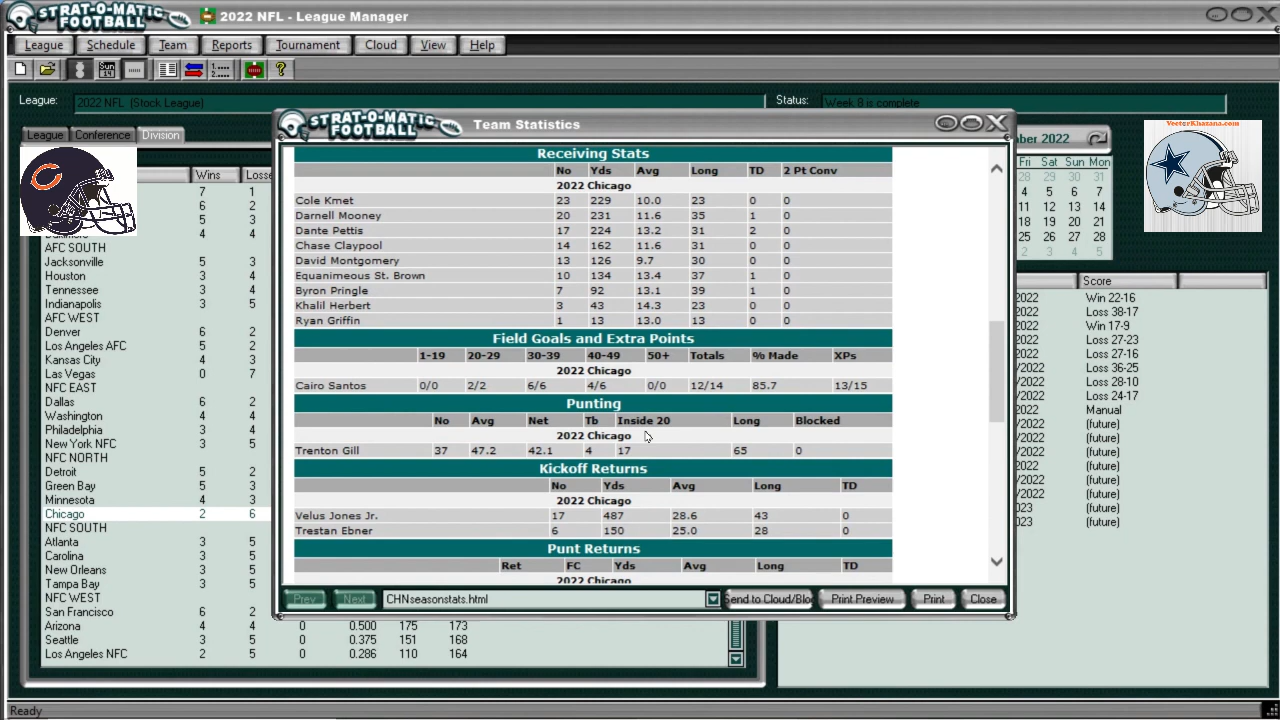 STRAT-O-MATIC FOOTBALL 2022 NFL - League Manager
League Schedule Team Reports Tournament Cloud View Help
League: 2022 NFL (Stock League) Status: Week 8 is complete
League Conference Division
Wins
7 1
6 2
5 3
4 4
AFC SOUTH
Jacksonville 5 3
Houston 3 4
Tennessee 3 4
Indianapolis 3 5
AFC WEST
Denver 6 2
Los Angeles AFC 5 2
Kansas City 4 3
Las Vegas 0 7
NFC EAST
Dallas 6 2
Washington 4 4
Philadelphia 4 3
New York NFC 3 5
NFC NORTH
Detroit 5 2
Green Bay 5 3
Minnesota 4 3
Chicago 2 6
NFC SOUTH
Atlanta 3 5
Carolina 3 5
New Orleans 3 5
Tampa Bay 3 5
NFC WEST
San Francisco 6 2
Arizona 4 4 0 0.500 175 173
Seattle 3 5 0 0.375 151 168
Los Angeles NFC 2 5 0 0.286 110 164
STRAT-O-MATIC FOOTBALL Team Statistics
Receiving Stats
No Yds Avg Long TD 2 Pt Conv
2022 Chicago
Cole Kmet 23 229 10.0 23 0 0
Darnell Mooney 20 231 11.6 35 1 0
Dante Pettis 17 224 13.2 31 2 0
Chase Claypool 14 162 11.6 31 0 0
David Montgomery 13 126 9.7 30 0 0
Equanimeous St. Brown 10 134 13.4 37 1 0
Byron Pringle 7 92 13.1 39 1 0
Khalil Herbert 3 43 14.3 23 0 0
Ryan Griffin 1 13 13.0 13 0 0
Field Goals and Extra Points
1-19 20-29 30-39 40-49 50+ Totals % Made XPs
2022 Chicago
Cairo Santos 0/0 2/2 6/6 4/6 0/0 12/14 85.7 13/15
Punting
No Avg Net Tb Inside 20 Long Blocked
2022 Chicago
Trenton Gill 37 47.2 42.1 4 17 65 0
Kickoff Returns
No Yds Avg Long TD
2022 Chicago
Velus Jones Jr. 17 487 28.6 43 0
Trestan Ebner 6 150 25.0 28 0
Punt Returns
Ret FC Yds Avg Long TD
2022 Chicago
Prev Next CHNseasonstats.html Send to Cloud/Blog Print Preview Print Close
2022
Fri Sat Sun Mon
28 29 30 31
4 5 6 7
11 12 13 14
18 19 20 21
25 26 27 28
VectorKhazana.com
Score
2022 Win 22-16
2022 Loss 38-17
2022 Win 17-9
/2022 Loss 27-23
/2022 Loss 27-16
/2022 Loss 36-25
/2022 Loss 28-10
/2022 Loss 24-17
/2022 Manual
/2022 (future)
/2022 (future)
/2022 (future)
/2022 (future)
/2022 (future)
/2022 (future)
023 (future)
023 (future)
Ready